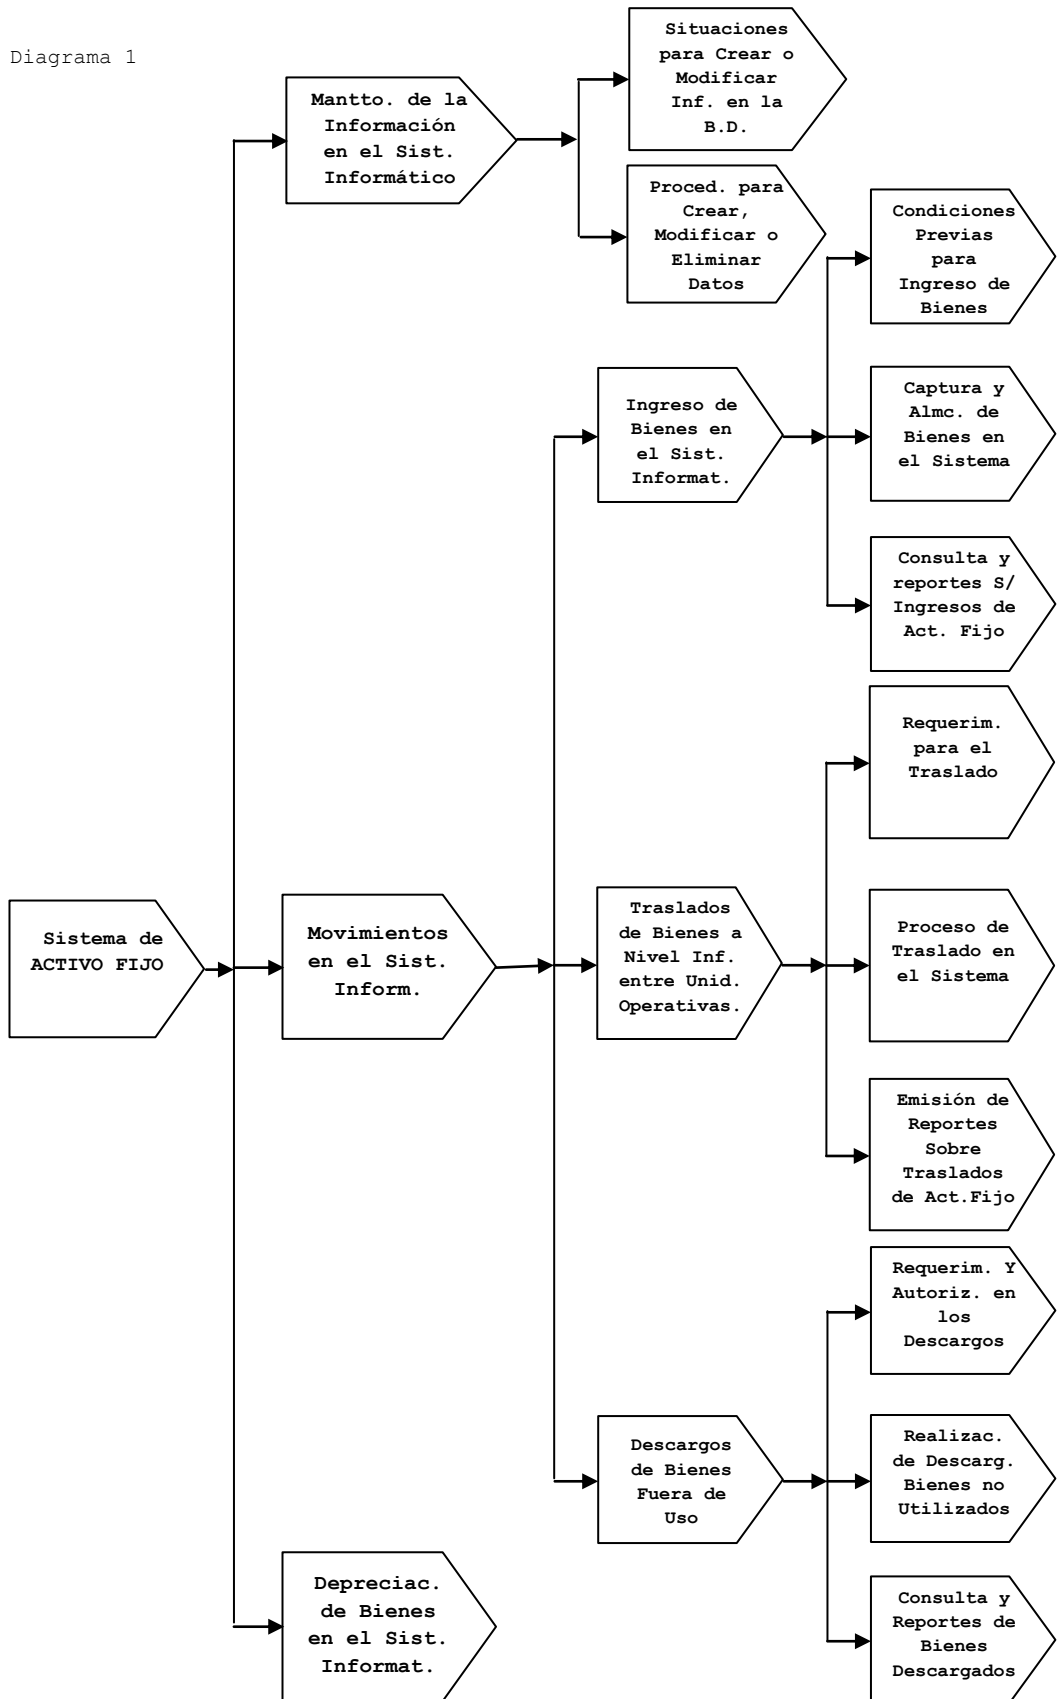 Diagrama 1
Situaciones
para Crear o
Modificar
Inf. en la
B.D.
Mantto. de la
Información
en el Sist.
Informático
Proced. para
Crear,
Modificar o
Eliminar
Datos
Condiciones
Previas
para
Ingreso de
Bienes
Ingreso de
Bienes en
el Sist.
Informat.
Captura y
Almc. de
Bienes en
el Sistema
Consulta y
reportes S/
Ingresos de
Act. Fijo
Requerim.
para el
Traslado
Sistema de
ACTIVO FIJO
Movimientos
en el Sist.
Inform.
Traslados
de Bienes a
Nivel Inf.
entre Unid.
Operativas.
Proceso de
Traslado en
el Sistema
Emisión de
Reportes
Sobre
Traslados
de Act.Fijo
Requerim. Y
Autoriz. en
los
Descargos
Descargos
de Bienes
Fuera de
Uso
Realizac.
de Descarg.
Bienes no
Utilizados
Depreciac.
de Bienes
en el Sist.
Informat.
Consulta y
Reportes de
Bienes
Descargados